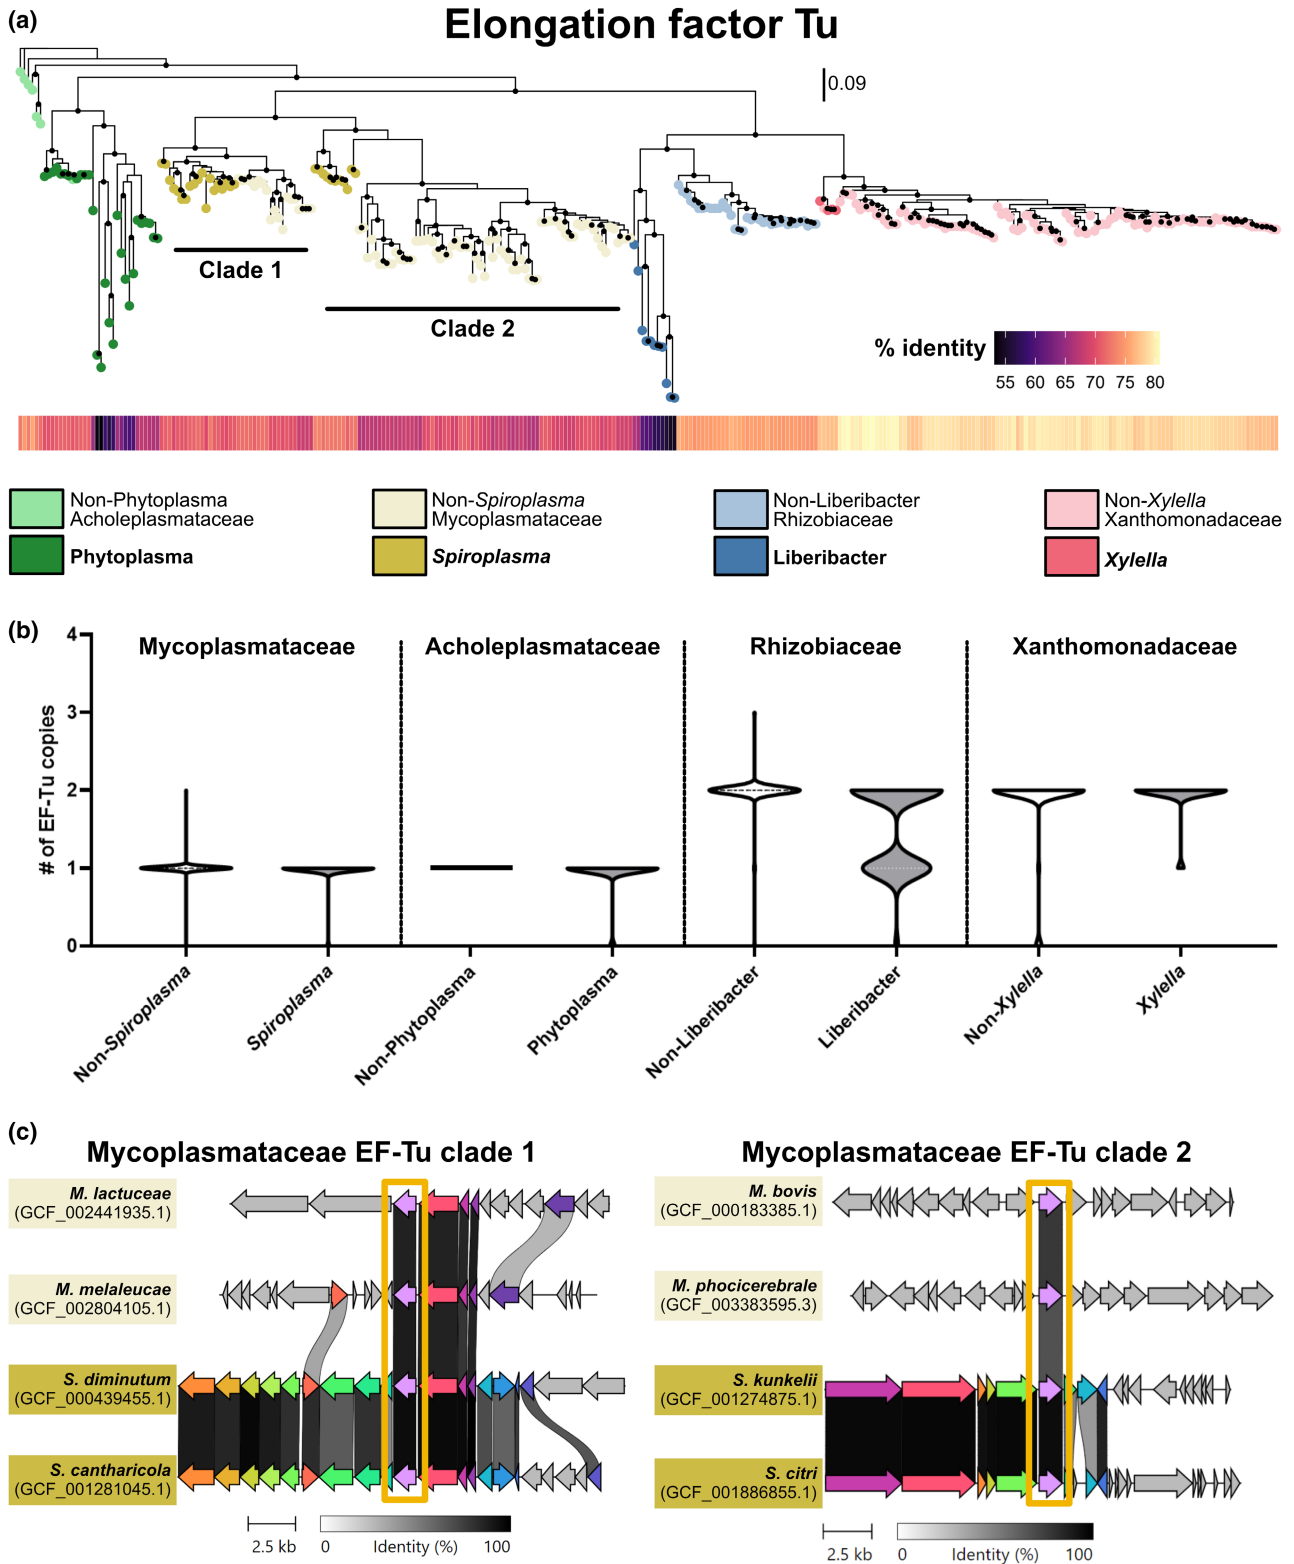 (a)
Elongation factor Tu
0.09
Clade 1
Clade 2
% identity
55 60 65 70 75 80
Non-Phytoplasma
Acholeplasmataceae
Non-Spiroplasma
Mycoplasmataceae
Non-Liberibacter
Rhizobiaceae
Non-Xylella
Xanthomonadaceae
Phytoplasma
Spiroplasma
Liberibacter
Xylella
(b)
# of EF-Tu copies
4
3
2
1
0
Mycoplasmataceae
Acholeplasmataceae
Rhizobiaceae
Xanthomonadaceae
Non-Spiroplasma
Spiroplasma
Non-Phytoplasma
Phytoplasma
Non-Liberibacter
Liberibacter
Non-Xylella
Xylella
(c)
Mycoplasmataceae EF-Tu clade 1
M. lactuceae
(GCF_002441935.1)
M. melaleucae
(GCF_002804105.1)
S. diminutum
(GCF_000439455.1)
S. cantharicola
(GCF_001281045.1)
2.5 kb
0 Identity (%) 100
Mycoplasmataceae EF-Tu clade 2
M. bovis
(GCF_000183385.1)
M. phocicerebrale
(GCF_003383595.3)
S. kunkelii
(GCF_001274875.1)
S. citri
(GCF_001886855.1)
2.5 kb
0 Identity (%) 100